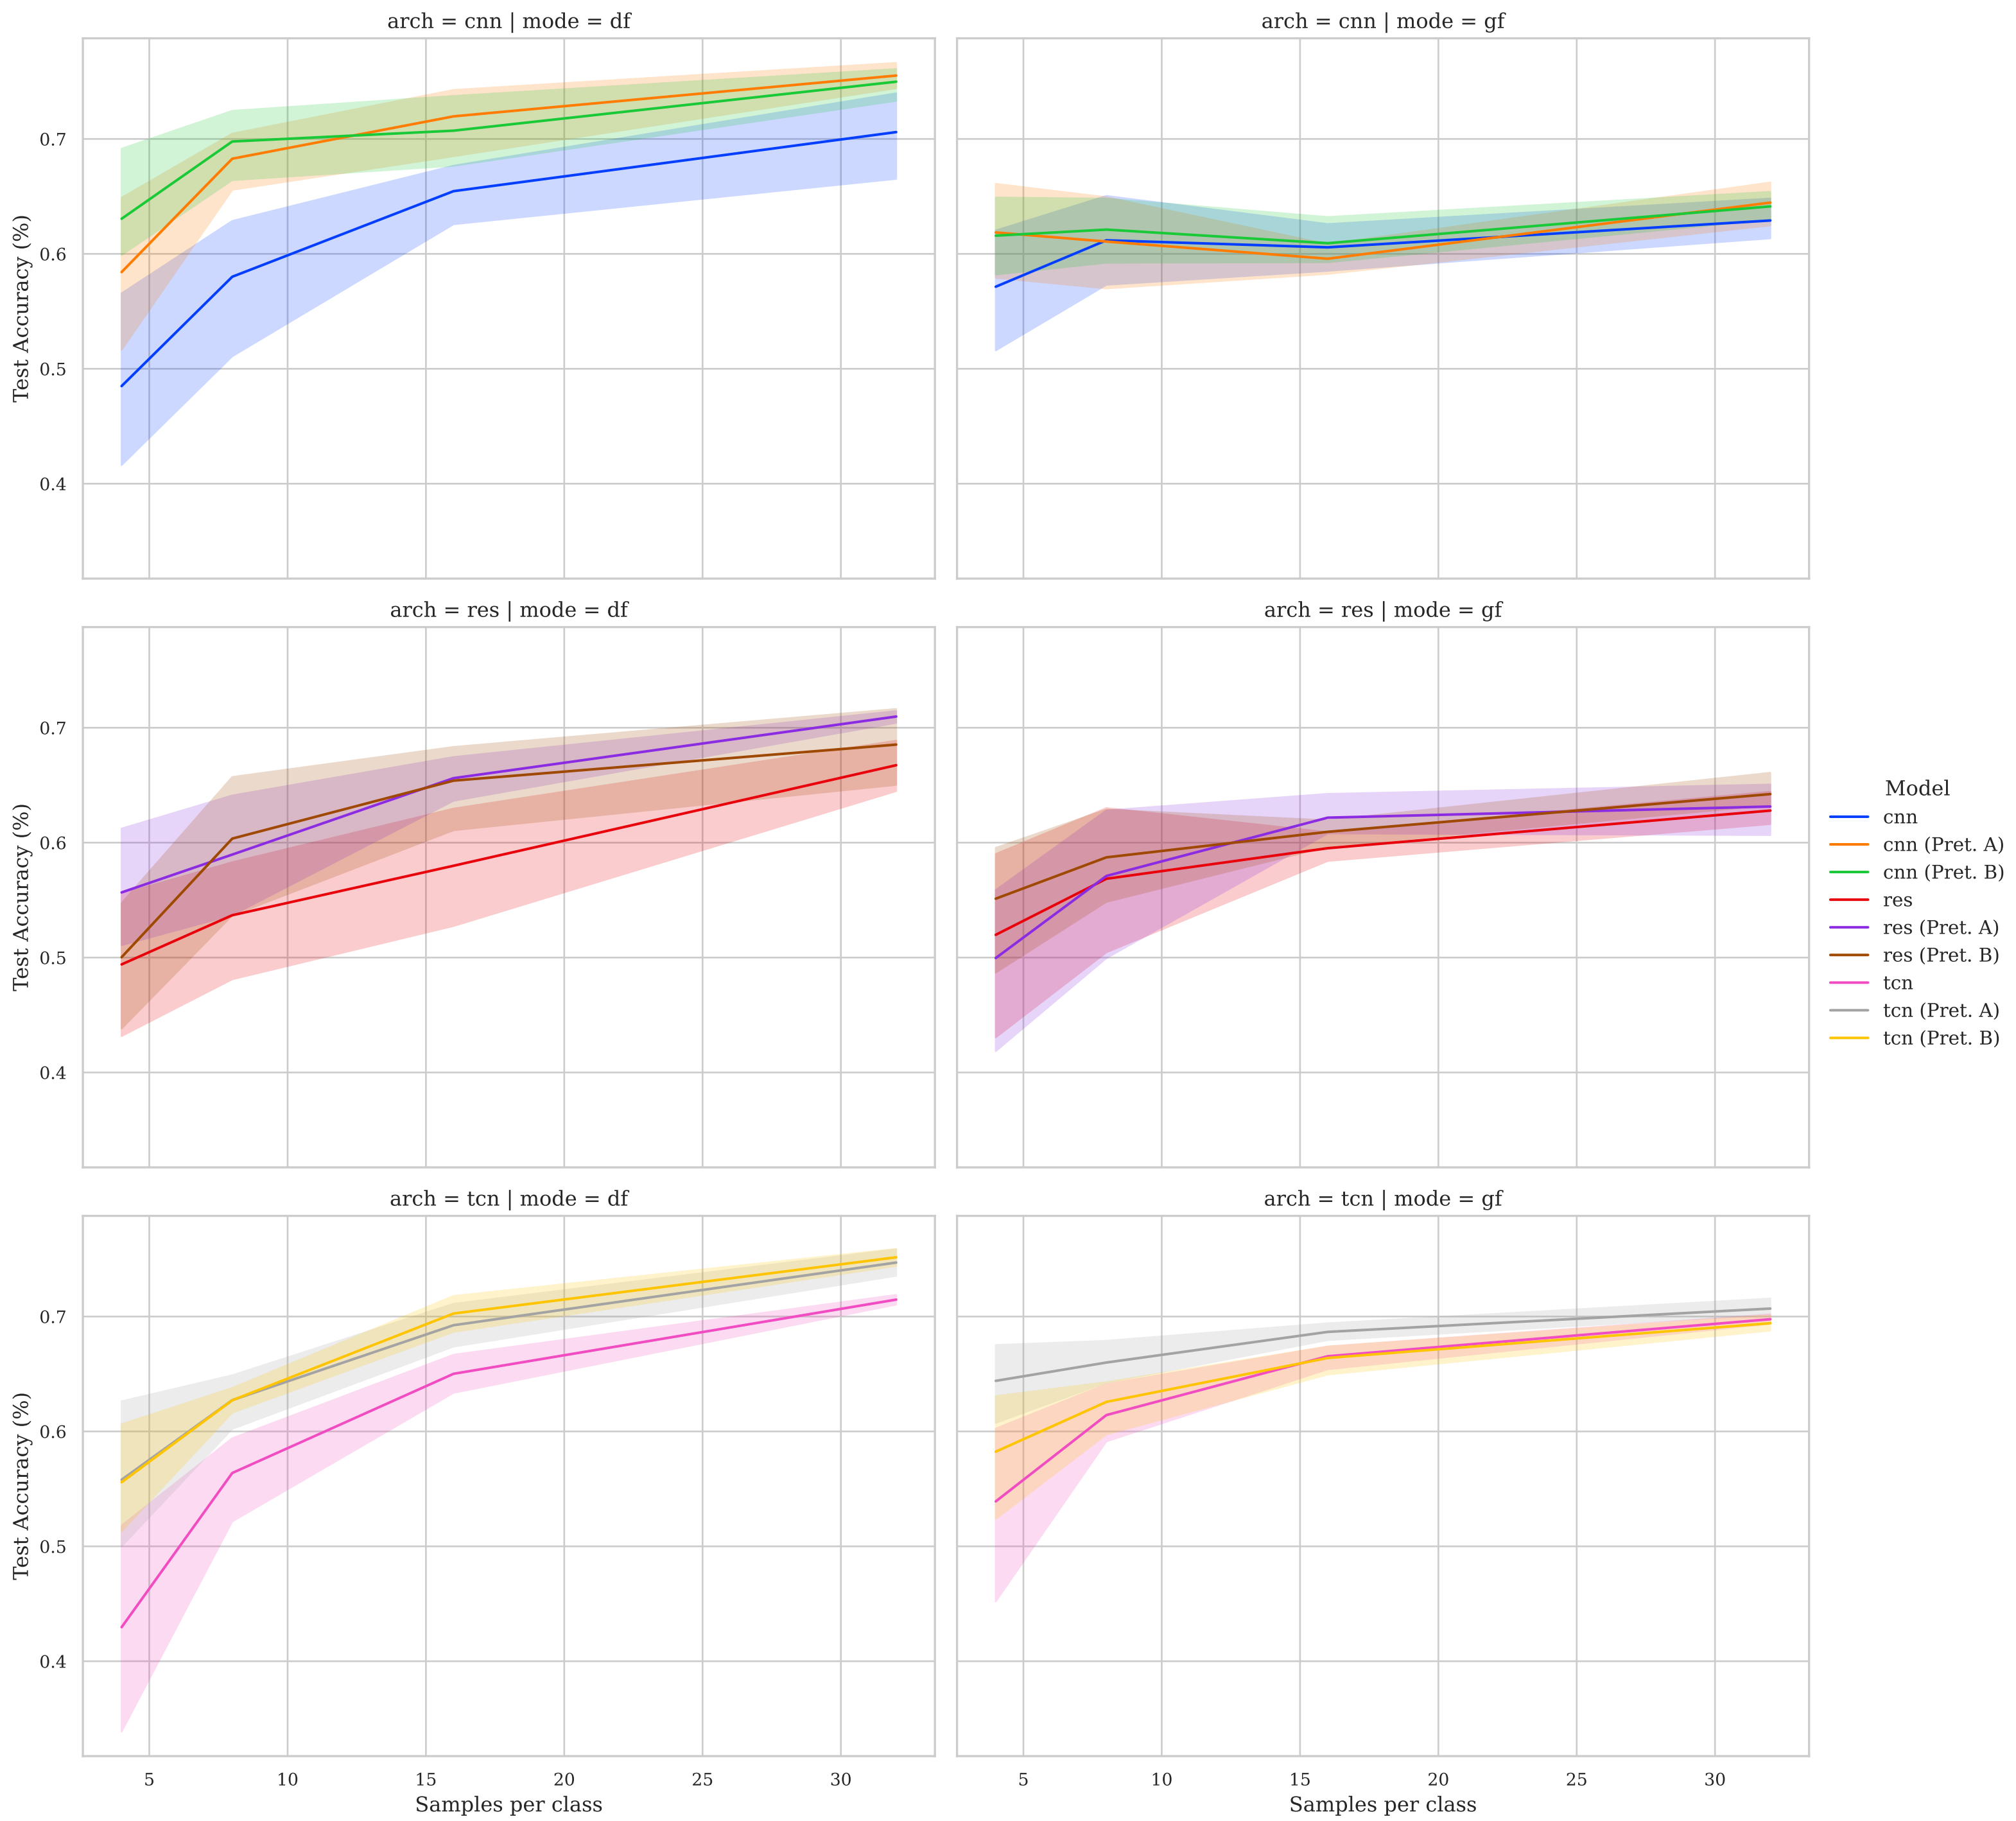 arch = cnn | mode = df
arch = cnn | mode = gf
Test Accuracy (%)
0.7
0.6
0.5
0.4
arch = res | mode = df
arch = res | mode = gf
Test Accuracy (%)
0.7
0.6
0.5
0.4
Model
cnn
cnn (Pret. A)
cnn (Pret. B)
res
res (Pret. A)
res (Pret. B)
tcn
tcn (Pret. A)
tcn (Pret. B)
arch = tcn | mode = df
arch = tcn | mode = gf
Test Accuracy (%)
0.7
0.6
0.5
0.4
5 10 15 20 25 30
5 10 15 20 25 30
Samples per class
Samples per class